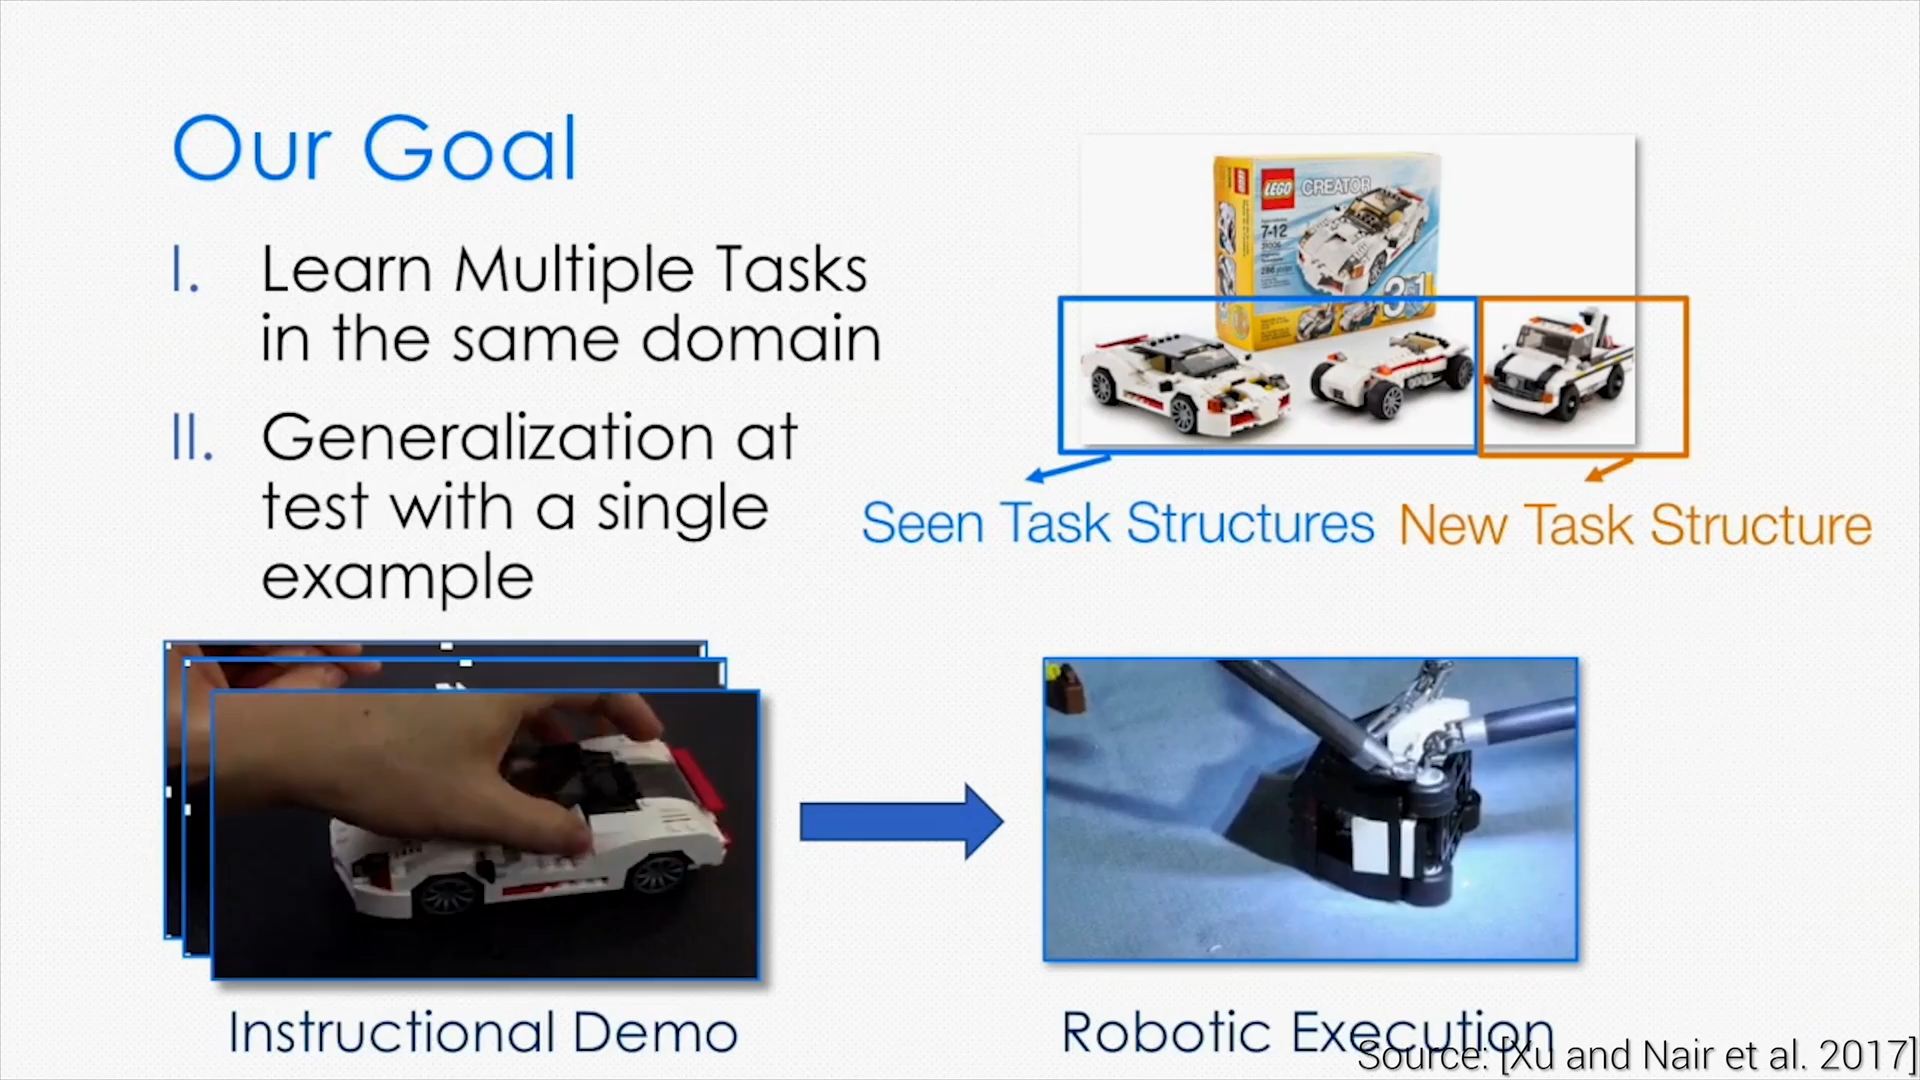 Our Goal
I. Learn Multiple Tasks
in the same domain
II. Generalization at
test with a single
example
LEGO CREATOR
7-12
3in1
Seen Task Structures
New Task Structure
Instructional Demo
Robotic Execution
Source: [Xu and Nair et al. 2017]